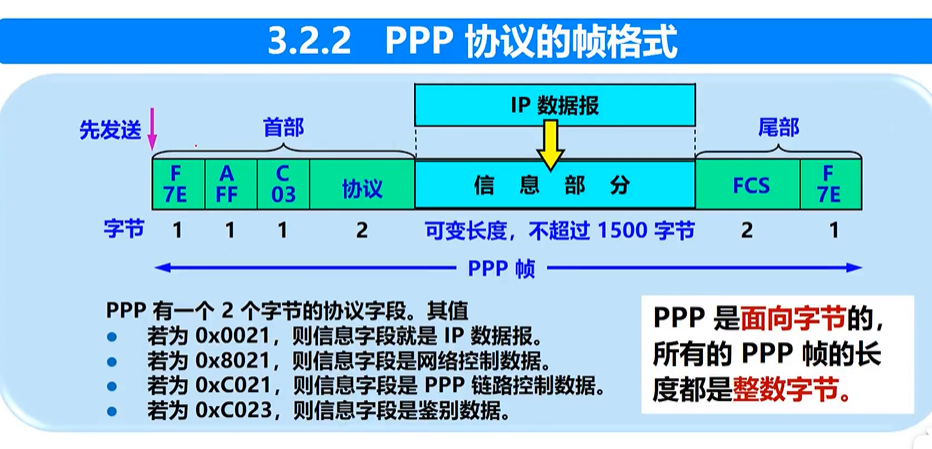 3.2.2 PPP 协议的帧格式
IP 数据报
先发送
首部
尾部
F
7E
A
FF
C
03
协议
信 息 部 分
FCS
F
7E
字节 1 1 1 2 可变长度，不超过 1500 字节 2 1
PPP 帧
PPP 有一个 2 个字节的协议字段。其值
• 若为 0x0021，则信息字段就是 IP 数据报。
• 若为 0x8021，则信息字段是网络控制数据。
• 若为 0xC021，则信息字段是 PPP 链路控制数据。
• 若为 0xC023，则信息字段是鉴别数据。
PPP 是面向字节的，
所有的 PPP 帧的长
度都是整数字节。